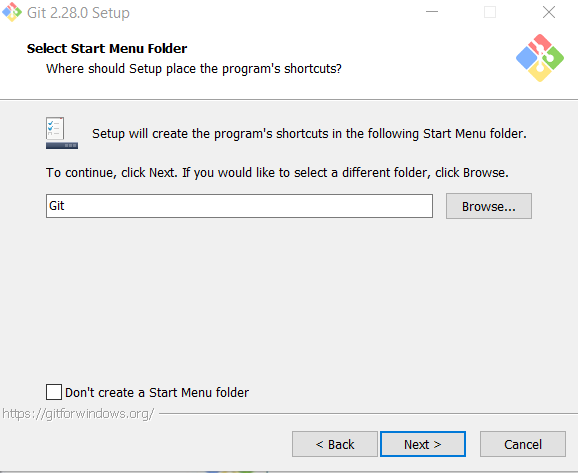 Git 2.28.0 Setup
Select Start Menu Folder
Where should Setup place the program's shortcuts?
Setup will create the program's shortcuts in the following Start Menu folder.
To continue, click Next. If you would like to select a different folder, click Browse.
Git
Browse...
Don't create a Start Menu folder
https://gitforwindows.org/
< Back
Next >
Cancel